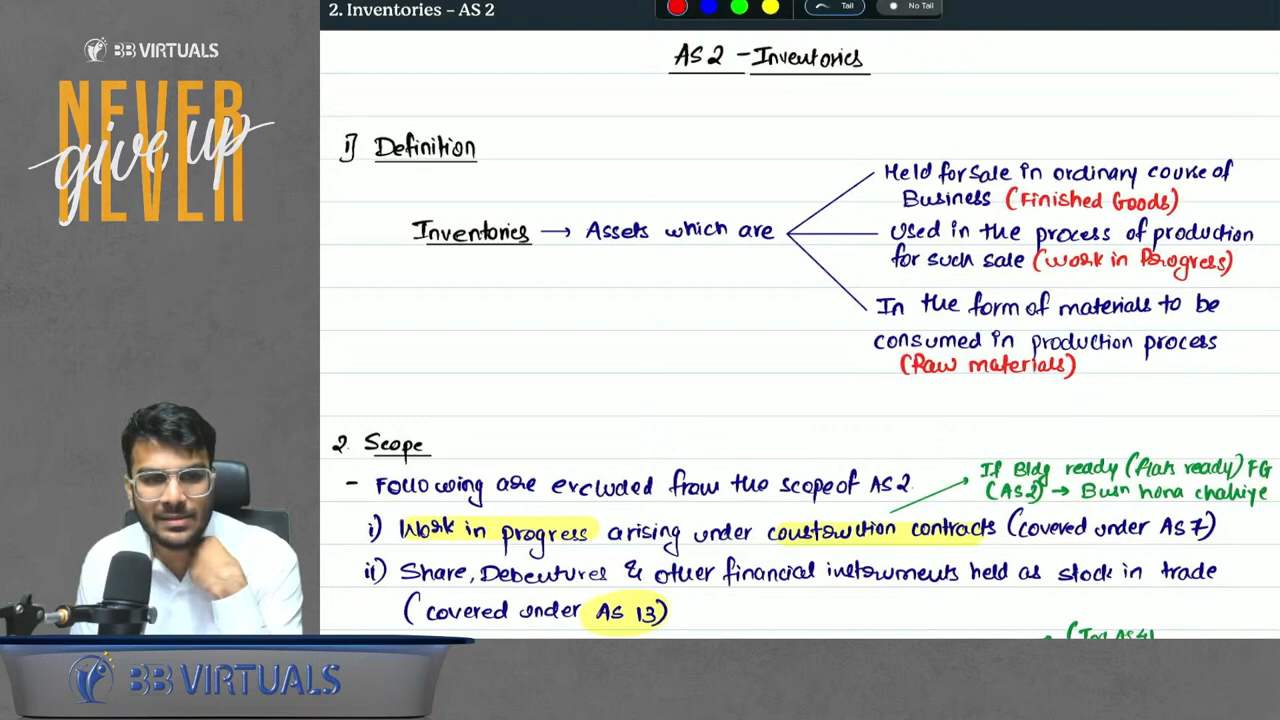 2. Inventories – AS 2
Tail
No Tail
BB VIRTUALS
NEVER
give up
NEVER
AS 2 - Inventories
1] Definition
Inventories → Assets which are
Held for sale in ordinary course of
Business (Finished Goods)
used in the process of production
for such sale (Work in Progress)
In the form of materials to be
consumed in production process
(Raw materials)
2. Scope
- Following are excluded from the scope of AS 2.
If Bldg ready (flats ready) FG
(AS2) → Busn hona chahiye
i) Work in progress arising under construction contracts (covered under AS 7)
ii) Share, Debentures & other financial instruments held as stock in trade
(covered under AS 13)
BB VIRTUALS